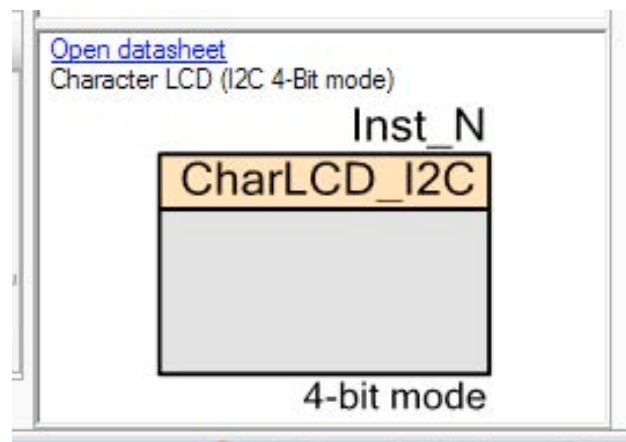 Open datasheet
Character LCD (I2C 4-Bit mode)
Inst_N
CharLCD_I2C
4-bit mode